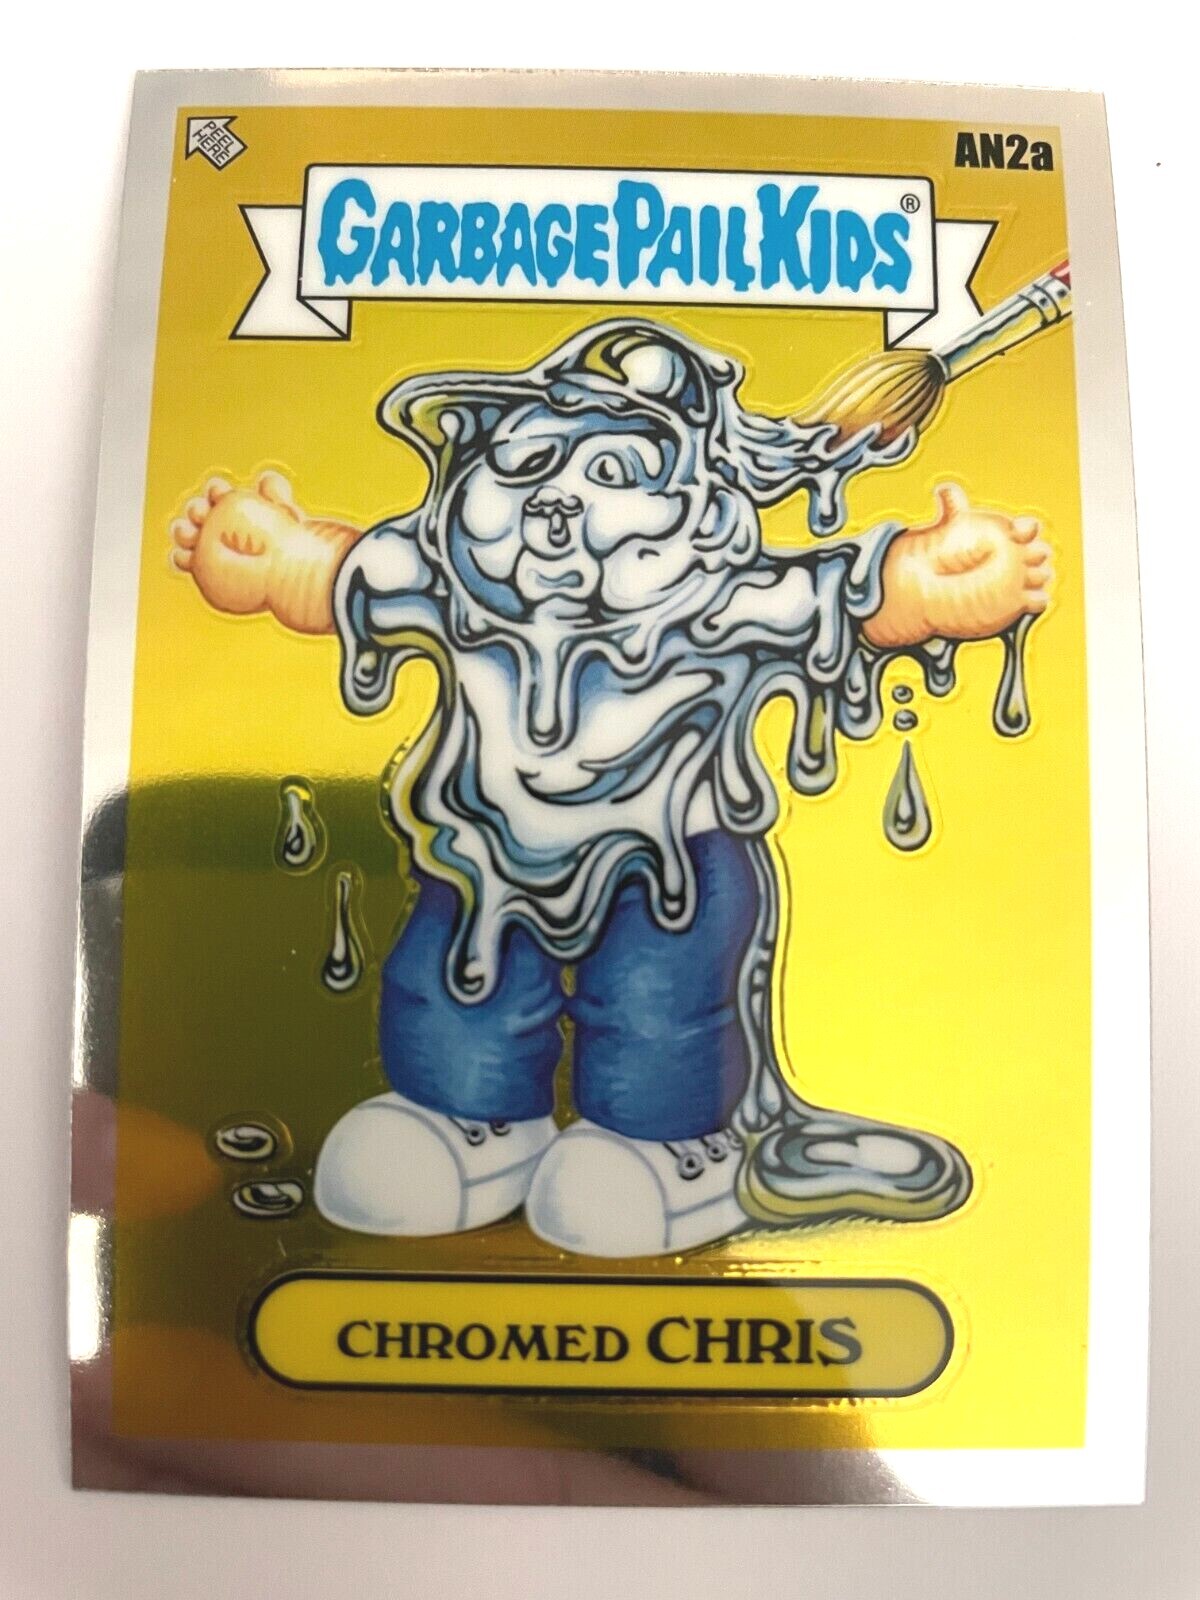 PEEL
HERE
AN2a
GARBAGE PAIL KIDS®
CHROMED CHRIS